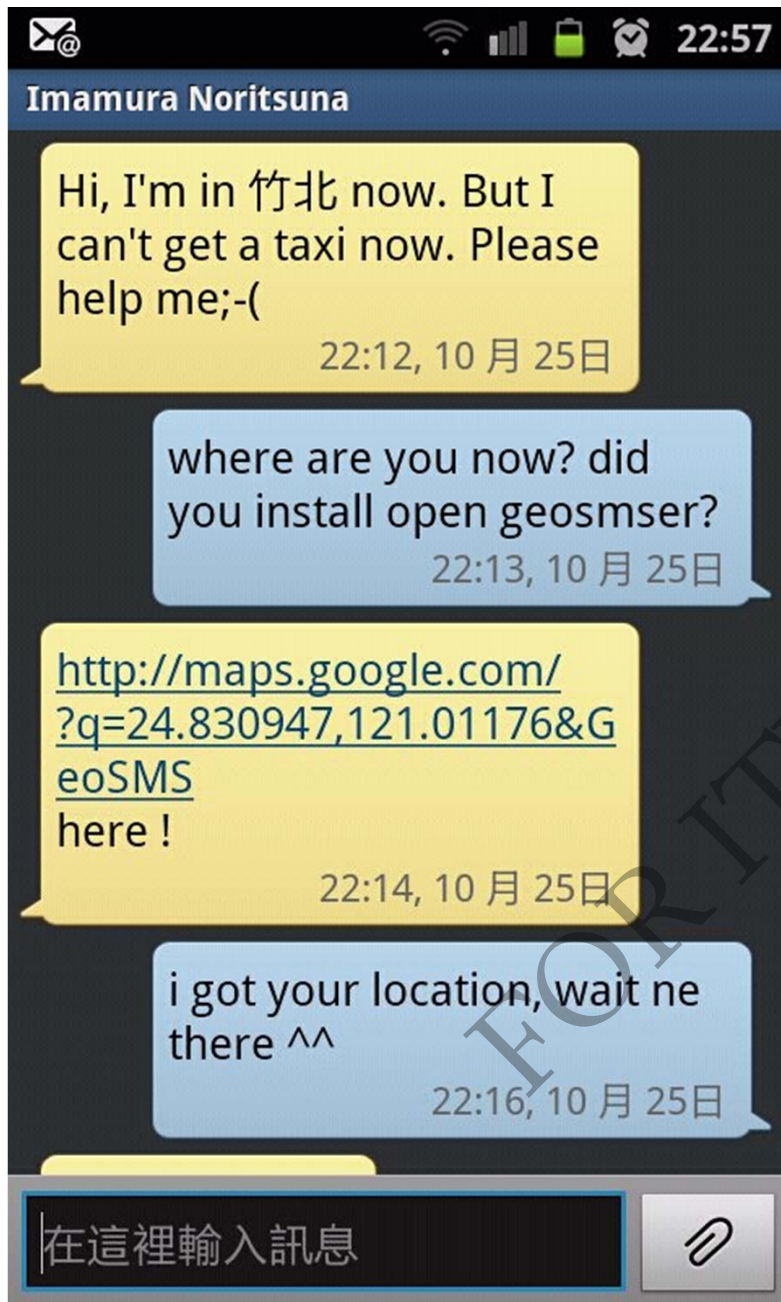 22:57
Imamura Noritsuna
Hi, I'm in 竹北 now. But I
can't get a taxi now. Please
help me;-(
22:12, 10 月 25日
where are you now? did
you install open geosmser?
22:13, 10 月 25日
http://maps.google.com/
?q=24.830947,121.01176&G
eoSMS
here !
22:14, 10 月 25日
i got your location, wait ne
there ^^
22:16, 10 月 25日
在這裡輸入訊息
FOR IT